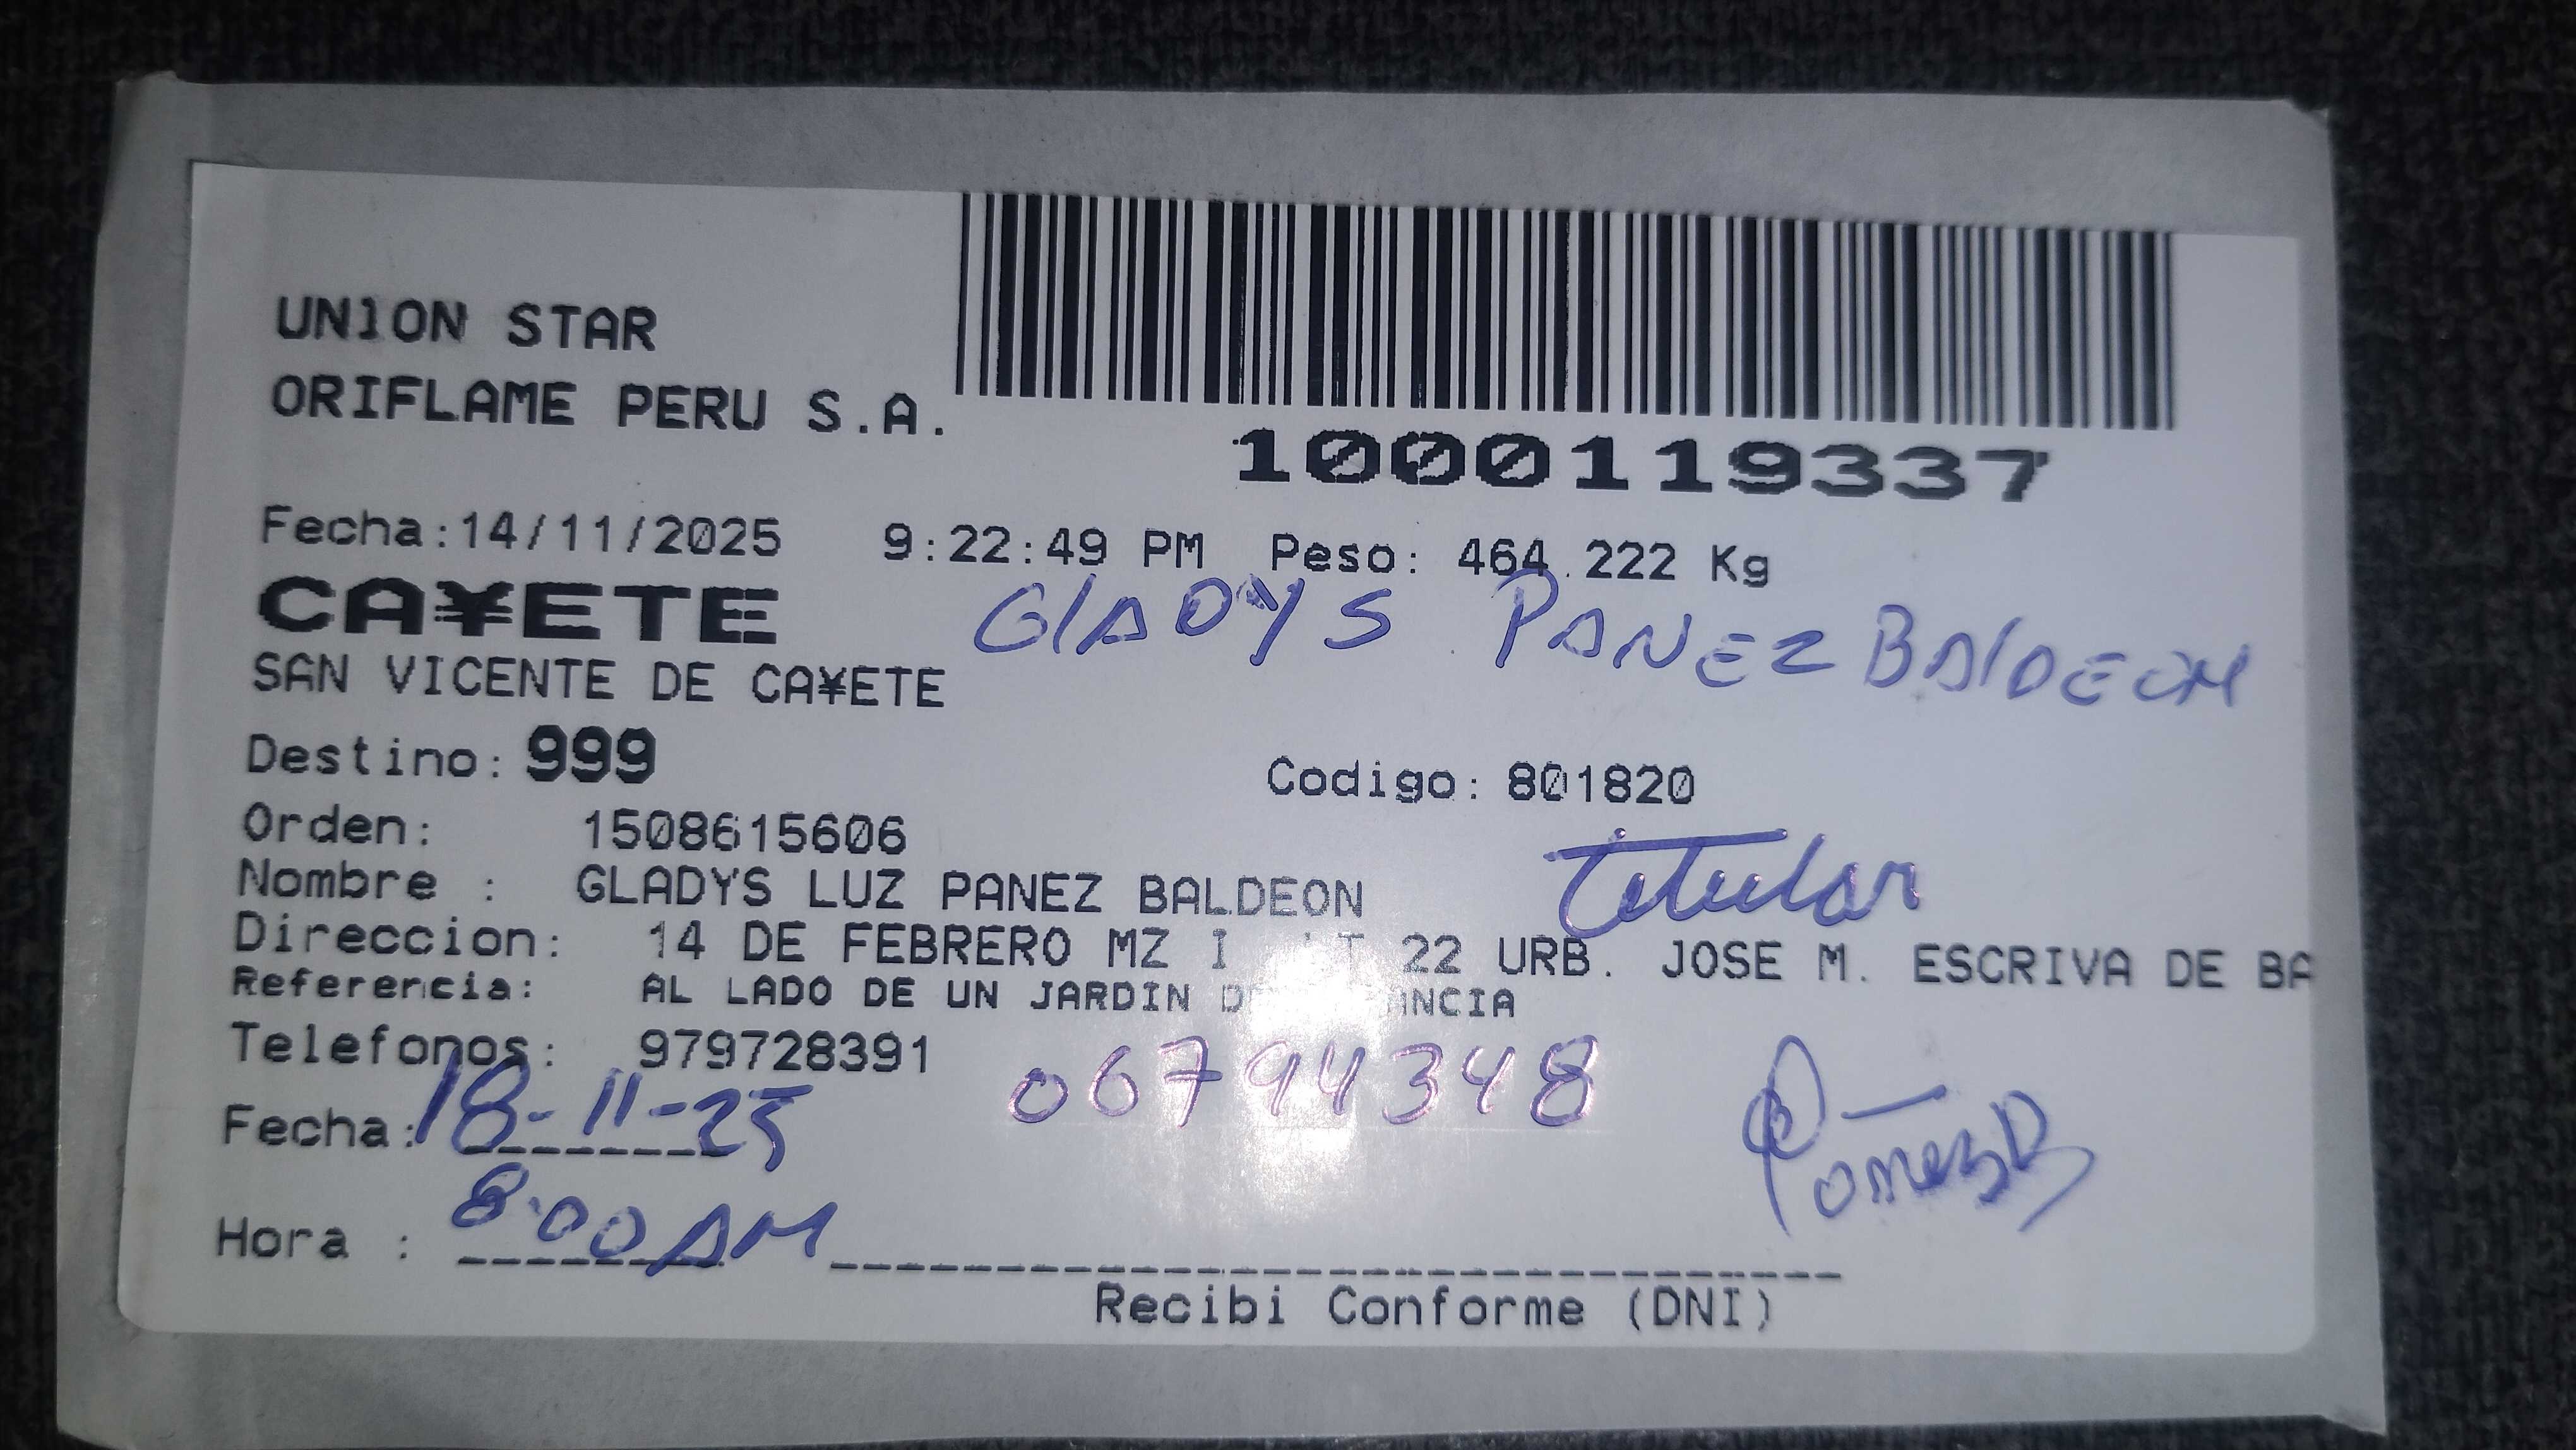 UNION STAR
ORIFLAME PERU S.A.
1000119337
Fecha:14/11/2025 9:22:49 PM Peso: 464.222 Kg
CA¥ETE
GlADYS PANEZ BAlDEON
SAN VICENTE DE CA¥ETE
Destino: 999 Codigo: 801820
Orden: 1508615606
Nombre : GLADYS LUZ PANEZ BALDEON titular
Direccion: 14 DE FEBRERO MZ I 22 URB. JOSE M. ESCRIVA DE BA
Referencia: AL LADO DE UN JARDIN
Telefonos: 979728391
06794348
Fecha: 18-11-25
Hora : 8:00 AM
Recibi Conforme (DNI)